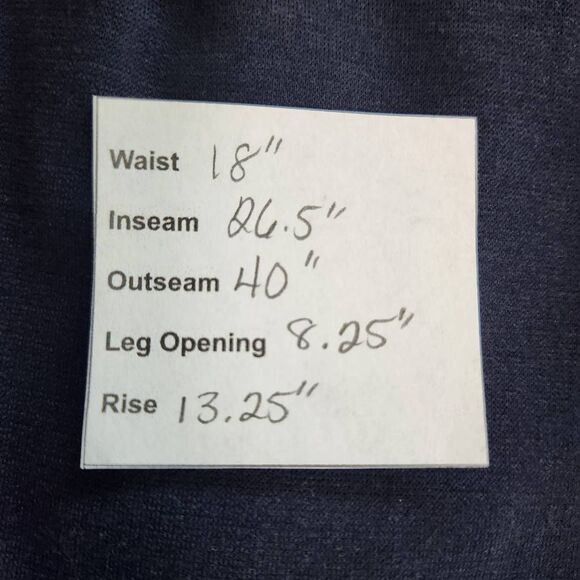 Waist 18"
Inseam 26.5"
Outseam 40"
Leg Opening 8.25"
Rise 13.25"